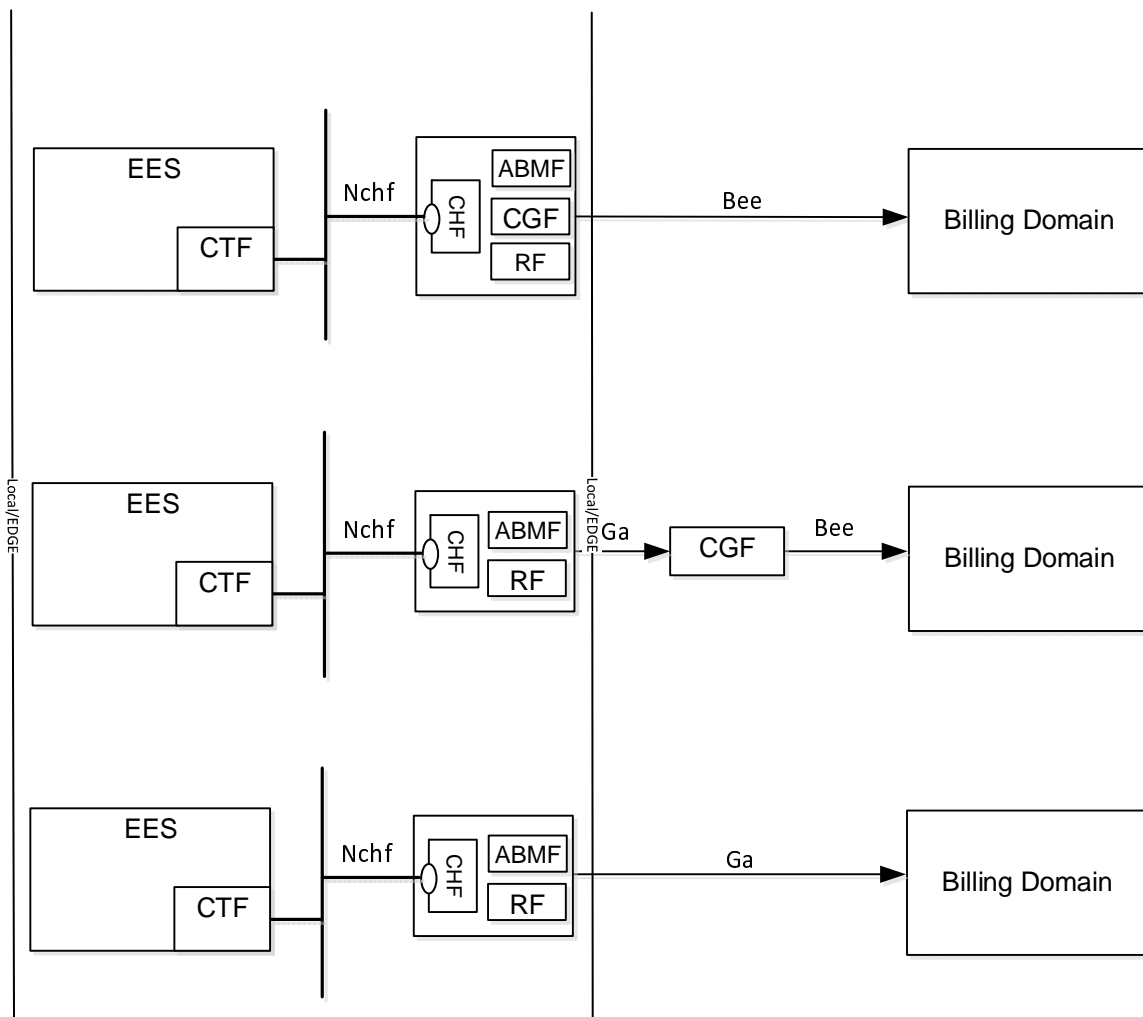 EES
CTF
Nchf
CHF
ABMF
CGF
RF
Bee
Billing Domain
Local/EDGE
EES
CTF
Nchf
CHF
ABMF
RF
Local/EDGE
Ga
CGF
Bee
Billing Domain
EES
CTF
Nchf
CHF
ABMF
RF
Ga
Billing Domain